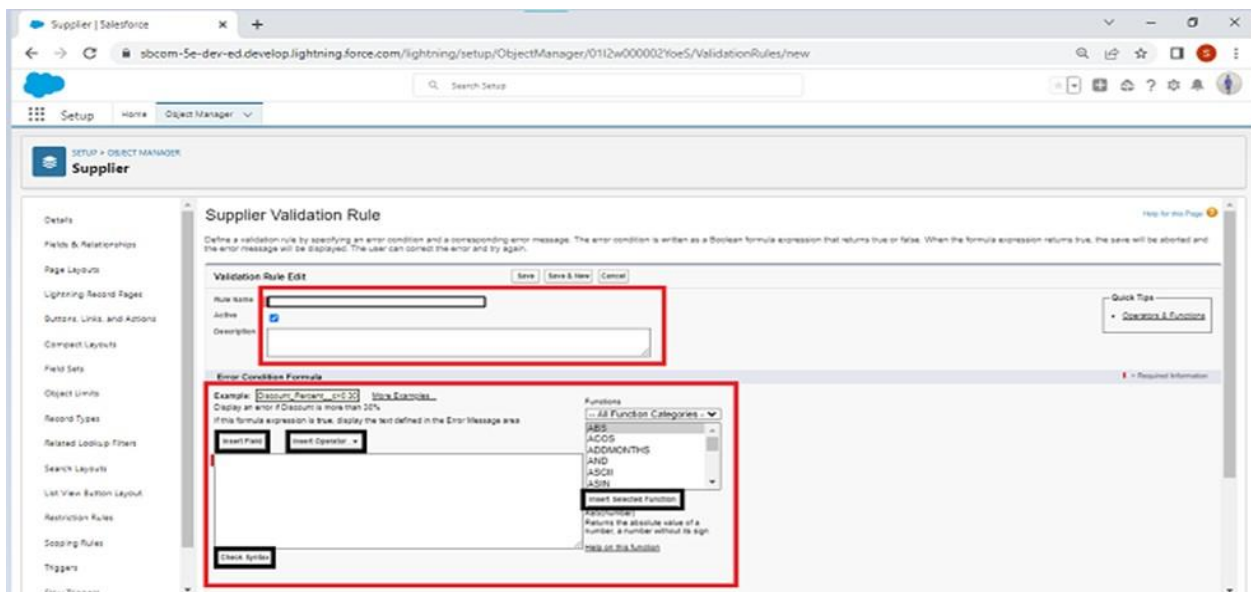 Supplier | Salesforce
sbcom-5e-dev-ed.develop.lightning.force.com/lightning/setup/ObjectManager/01I2w000002YoeS/ValidationRules/new
S
Search Setup
Setup Home Object Manager
SETUP > OBJECT MANAGER
Supplier
Details
Fields & Relationships
Page Layouts
Lightning Record Pages
Buttons, Links, and Actions
Compact Layouts
Field Sets
Object Limits
Record Types
Related Lookup Filters
Search Layouts
List View Button Layout
Restriction Rules
Scoping Rules
Triggers
Supplier Validation Rule
Help for this Page
Define a validation rule by specifying an error condition and a corresponding error message. The error condition is written as a Boolean formula expression that returns true or false. When the formula expression returns true, the save will be aborted and
the error message will be displayed. The user can correct the error and try again.
Validation Rule Edit Save Save & New Cancel
Rule Name
Active
Description
Quick Tips
Operators & Functions
Error Condition Formula
= Required Information
Example: Discount_Percent__c>0.30 More Examples...
Display an error if Discount is more than 30%
If this formula expression is true, display the text defined in the Error Message area
Insert Field Insert Operator
Functions
-- All Function Categories --
ABS
ACOS
ADDMONTHS
AND
ASCII
ASIN
Insert Selected Function
ABS(number)
Returns the absolute value of a
number, a number without its sign
Help on this function
Check Syntax